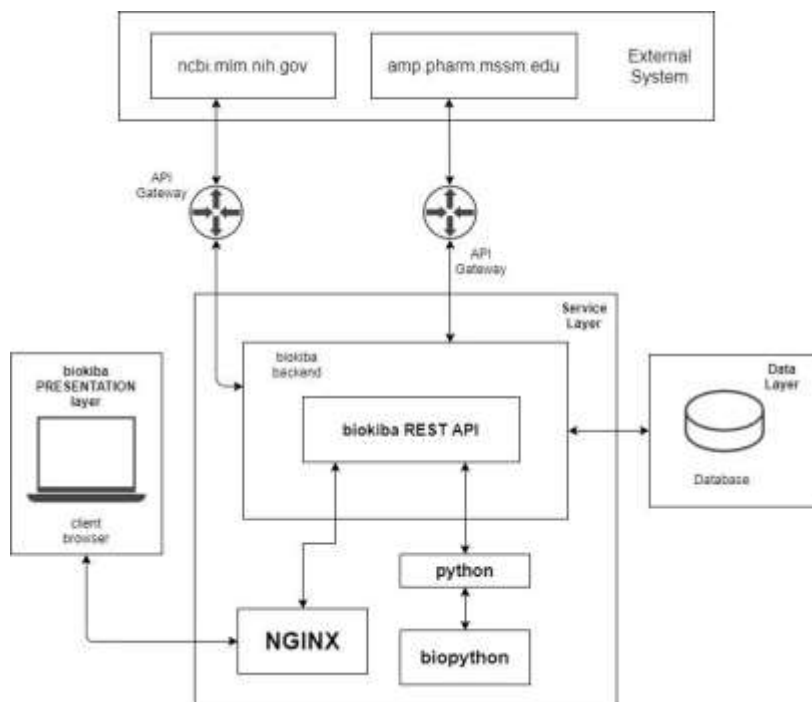 ncbi.mlm.nih.gov
amp.pharm.mssm.edu
External
System
API
Gateway
API
Gateway
Service
Layer
biokiba
backend
biokiba REST API
biokiba
PRESENTATION
layer
client
browser
Data
Layer
Database
python
NGINX
biopython